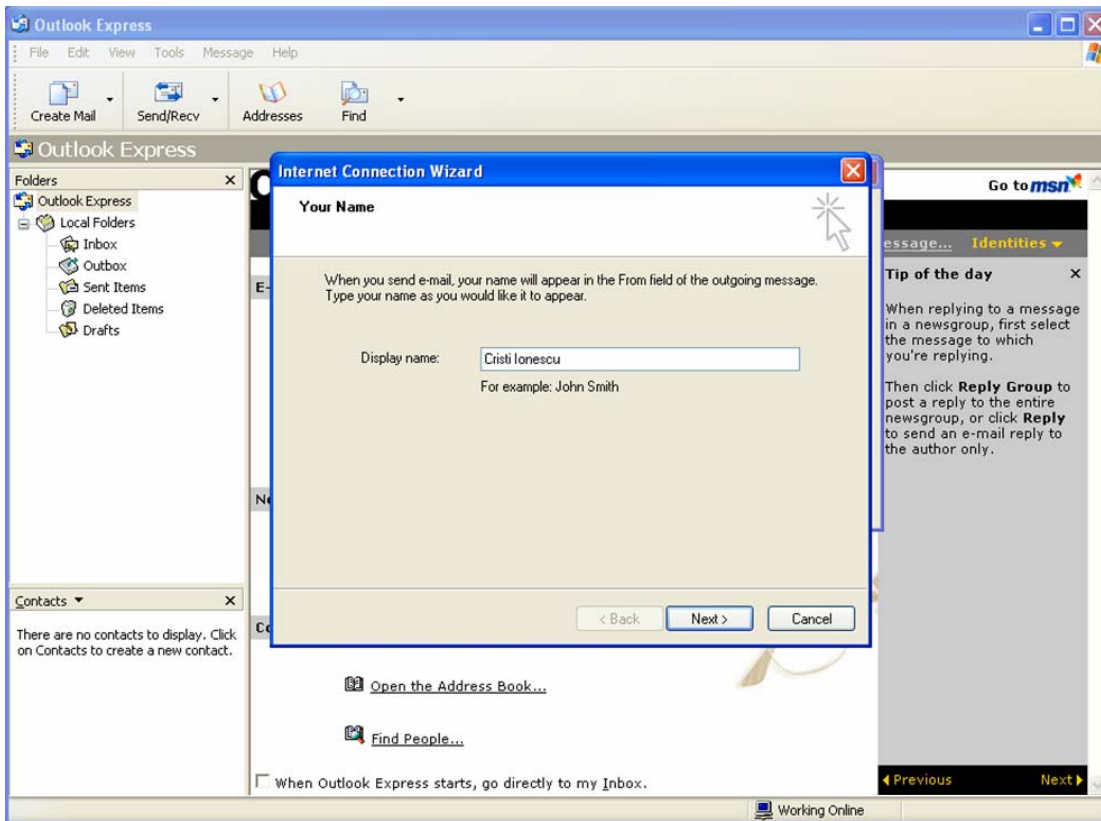 Outlook Express
File Edit View Tools Message Help
Create Mail Send/Recv Addresses Find
Outlook Express
Folders
Outlook Express
Local Folders
Inbox
Outbox
Sent Items
Deleted Items
Drafts
Contacts
There are no contacts to display. Click
on Contacts to create a new contact.
Internet Connection Wizard
Your Name
When you send e-mail, your name will appear in the From field of the outgoing message.
Type your name as you would like it to appear.
Display name: Cristi Ionescu
For example: John Smith
< Back Next > Cancel
Open the Address Book...
Find People...
When Outlook Express starts, go directly to my Inbox.
Go to msn
Identities
Tip of the day
When replying to a message
in a newsgroup, first select
the message to which
you're replying.
Then click Reply Group to
post a reply to the entire
newsgroup, or click Reply
to send an e-mail reply to
the author only.
Previous Next
Working Online